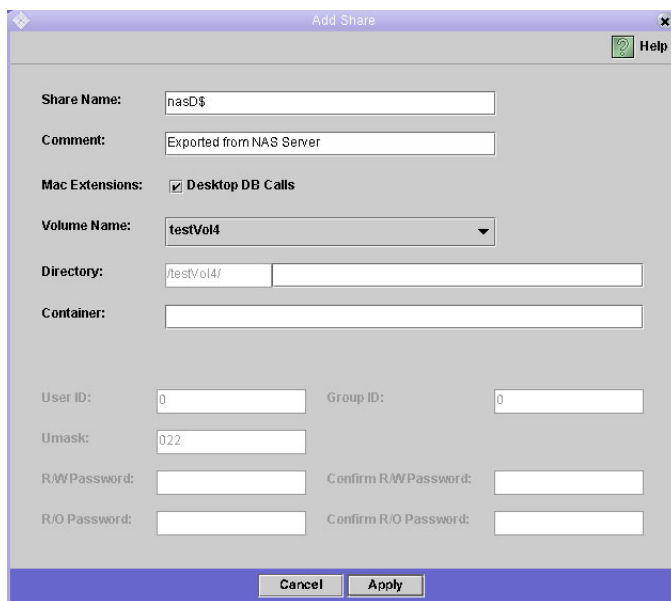 Add Share
Help
Share Name: nasD$
Comment: Exported from NAS Server
Mac Extensions: Desktop DB Calls
Volume Name: testVol4
Directory: /testVol4/
Container:
User ID: 0 Group ID: 0
Umask: 022
R/W Password: Confirm R/W Password:
R/O Password: Confirm R/O Password:
Cancel Apply